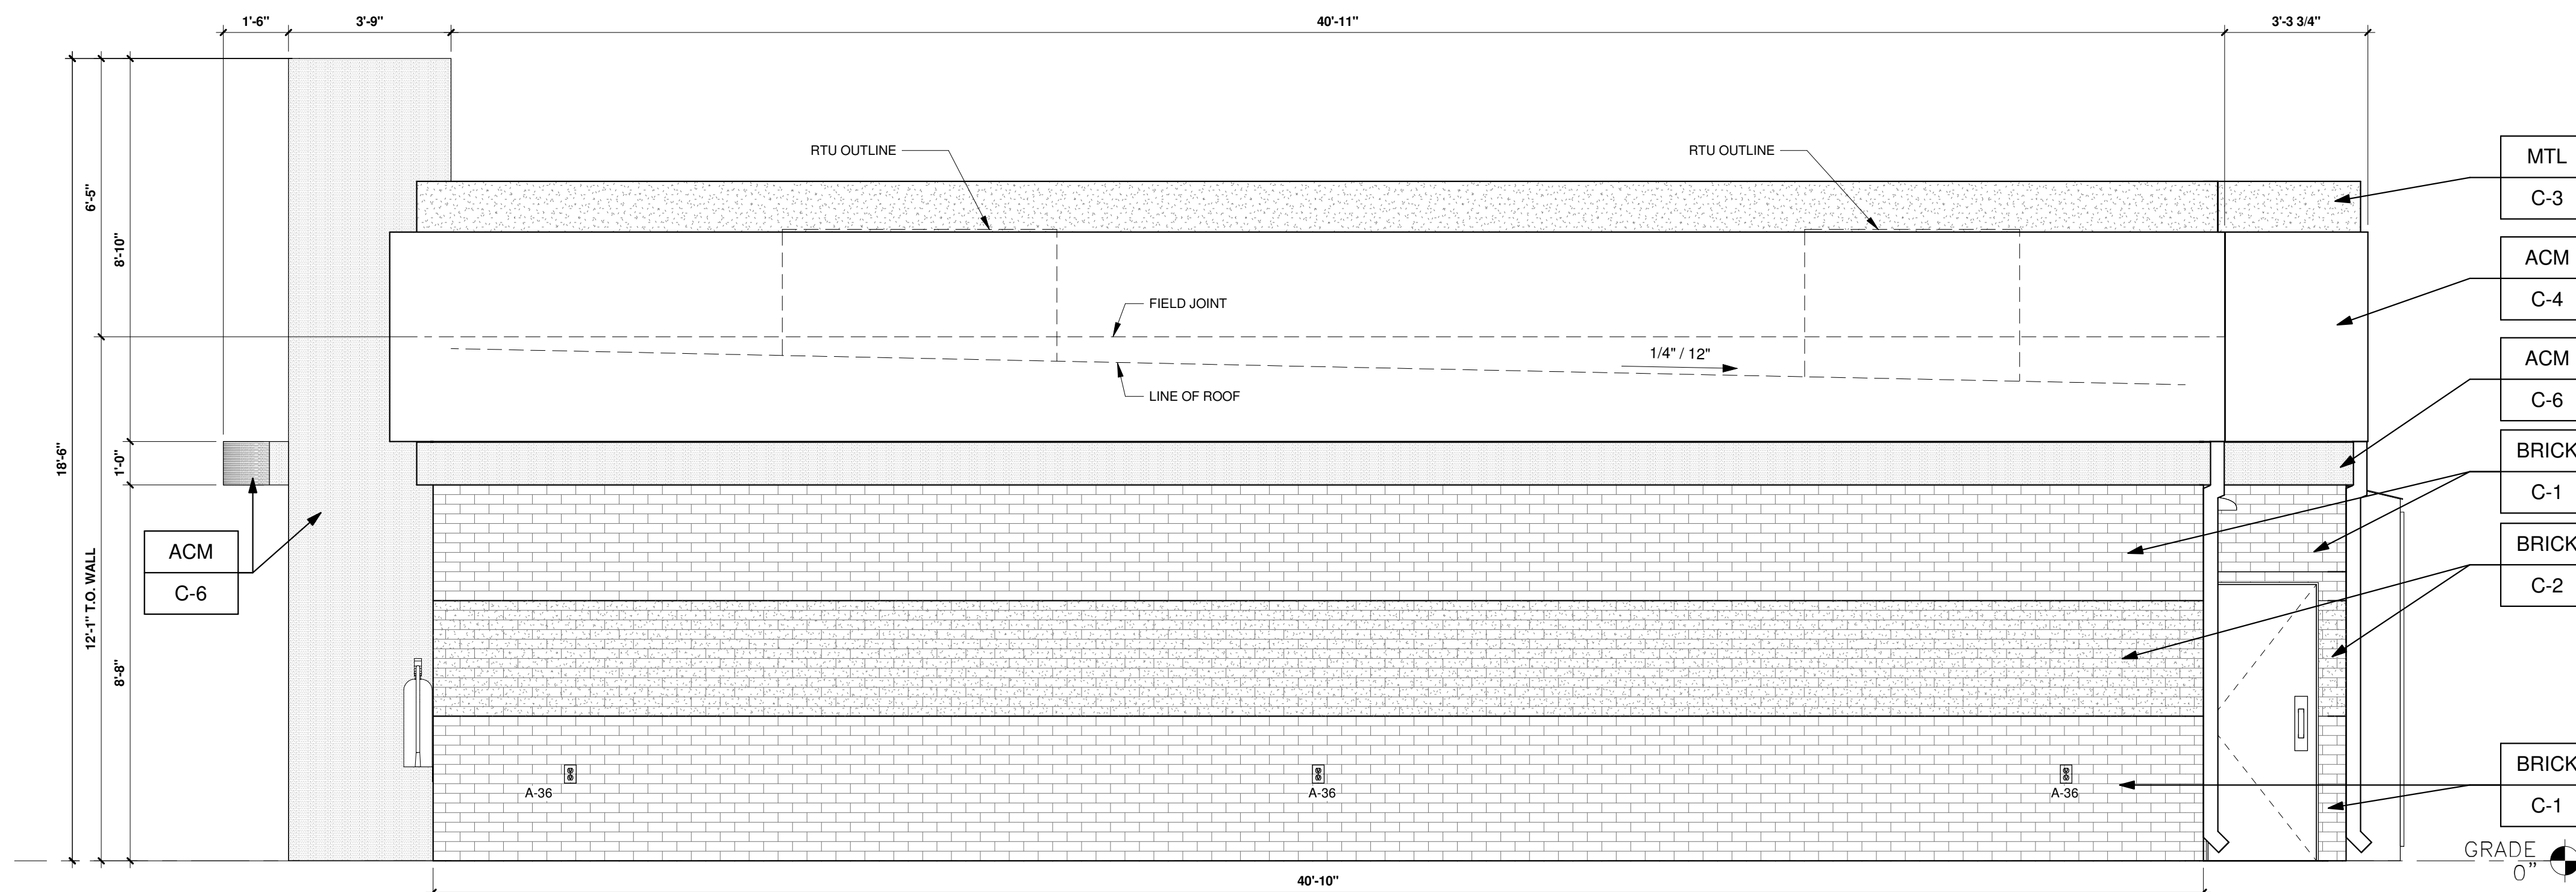 1'-6"
3'-9"
40'-11"
3'-3 3/4"
RTU OUTLINE
RTU OUTLINE
MTL
C-3
6'-5"
8'-10"
ACM
C-4
FIELD JOINT
1/4" / 12"
LINE OF ROOF
ACM
C-6
18'-6"
1'-0"
BRICK
C-1
ACM
C-6
BRICK
C-2
12'-1" T.O. WALL
8'-8"
A-36
A-36
A-36
BRICK
C-1
GRADE
0"
40'-10"